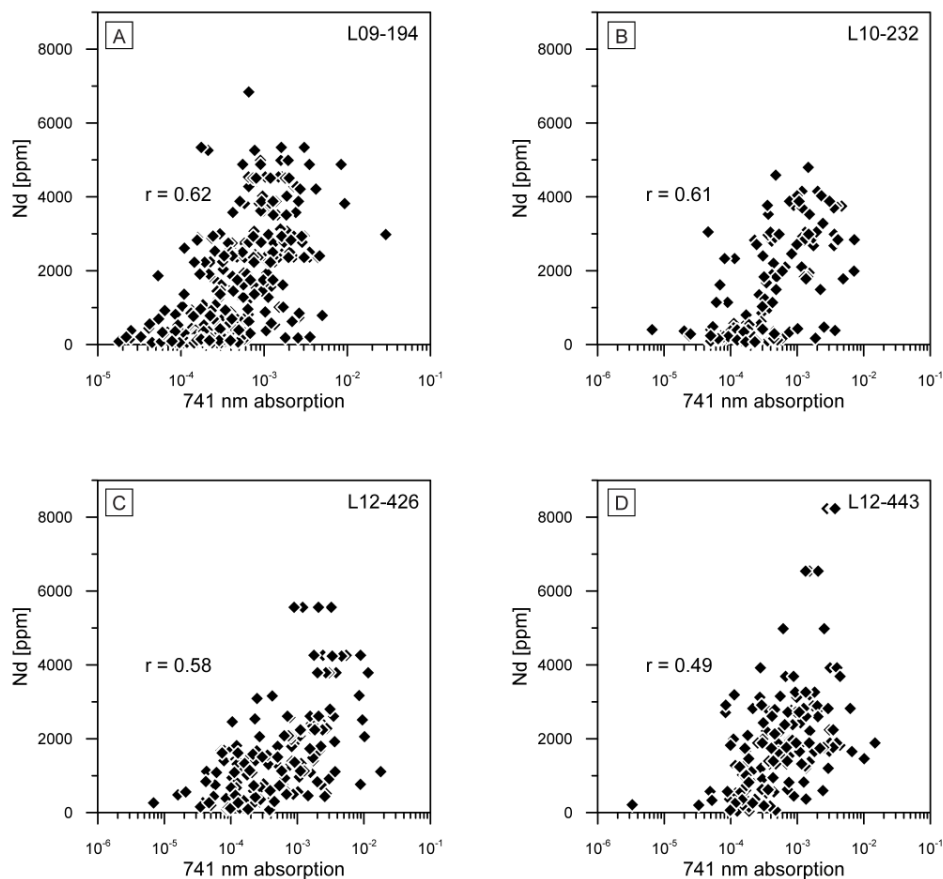 A L09-194
8000
6000
4000
2000
0
Nd [ppm]
r = 0.62
10-5 10-4 10-3 10-2 10-1
741 nm absorption
B L10-232
8000
6000
4000
2000
0
Nd [ppm]
r = 0.61
10-6 10-5 10-4 10-3 10-2 10-1
741 nm absorption
C L12-426
8000
6000
4000
2000
0
Nd [ppm]
r = 0.58
10-6 10-5 10-4 10-3 10-2 10-1
741 nm absorption
D L12-443
8000
6000
4000
2000
0
Nd [ppm]
r = 0.49
10-6 10-5 10-4 10-3 10-2 10-1
741 nm absorption